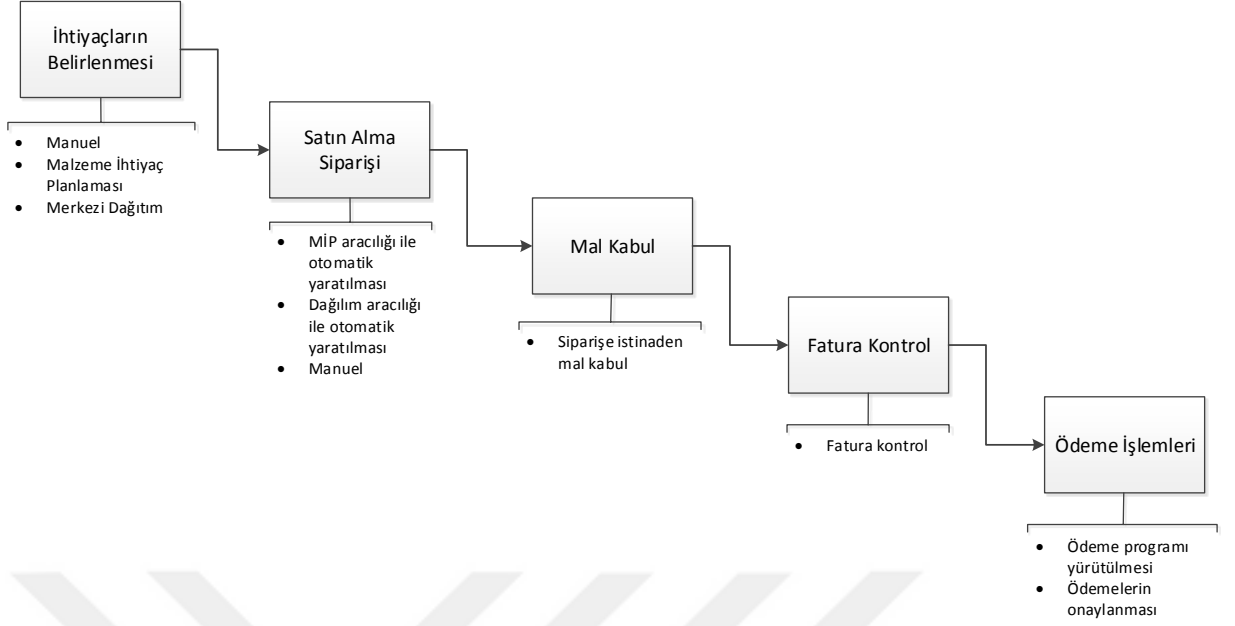 İhtiyaçların
Belirlenmesi
• Manuel
• Malzeme İhtiyaç
Planlaması
• Merkezi Dağıtım
Satın Alma
Siparişi
• MİP aracılığı ile
otomatik
yaratılması
• Dağılım aracılığı
ile otomatik
yaratılması
• Manuel
Mal Kabul
• Siparişe istinaden
mal kabul
Fatura Kontrol
• Fatura kontrol
Ödeme İşlemleri
• Ödeme programı
yürütülmesi
• Ödemelerin
onaylanması